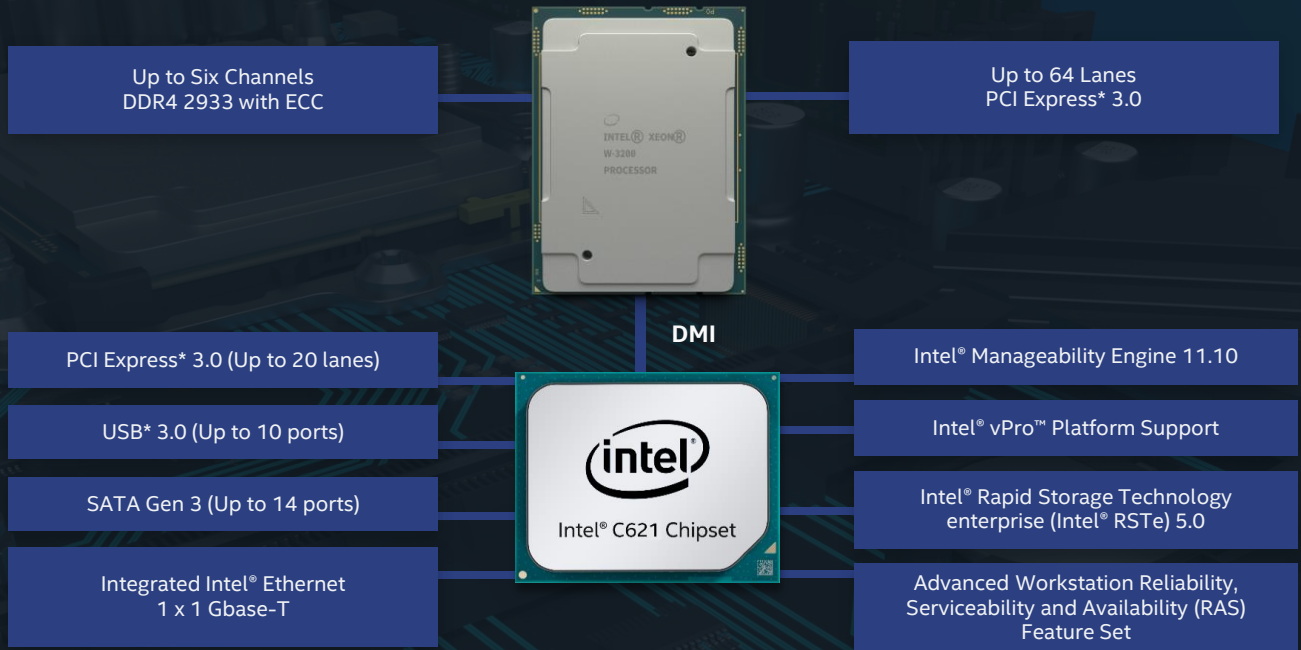 Up to Six Channels
DDR4 2933 with ECC
Up to 64 Lanes
PCI Express* 3.0
INTEL® XEON®
W-3200
PROCESSOR
DMI
PCI Express* 3.0 (Up to 20 lanes)
USB* 3.0 (Up to 10 ports)
SATA Gen 3 (Up to 14 ports)
Integrated Intel® Ethernet
1 x 1 Gbase-T
intel®
Intel® C621 Chipset
Intel® Manageability Engine 11.10
Intel® vPro™ Platform Support
Intel® Rapid Storage Technology
enterprise (Intel® RSTe) 5.0
Advanced Workstation Reliability,
Serviceability and Availability (RAS)
Feature Set